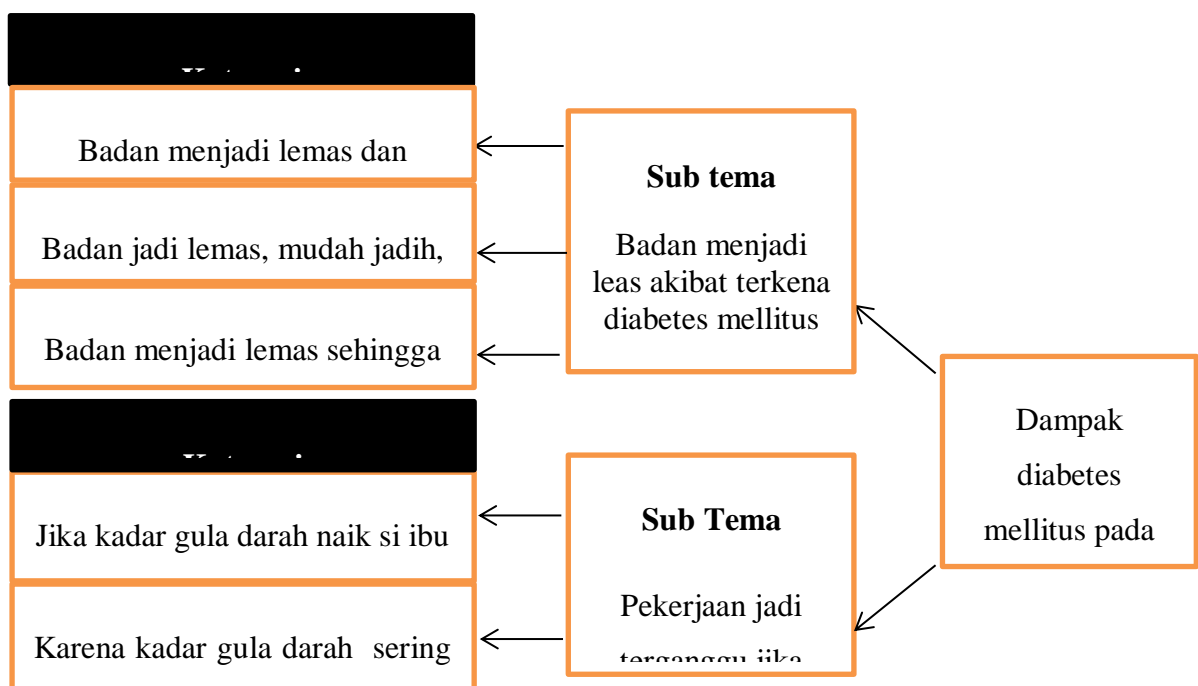 Badan menjadi lemas dan
Badan jadi lemas, mudah jadih,
Badan menjadi lemas sehingga
Sub tema
Badan menjadi
leas akibat terkena
diabetes mellitus
Jika kadar gula darah naik si ibu
Karena kadar gula darah sering
Sub Tema
Pekerjaan jadi
terganggu jika
Dampak
diabetes
mellitus pada